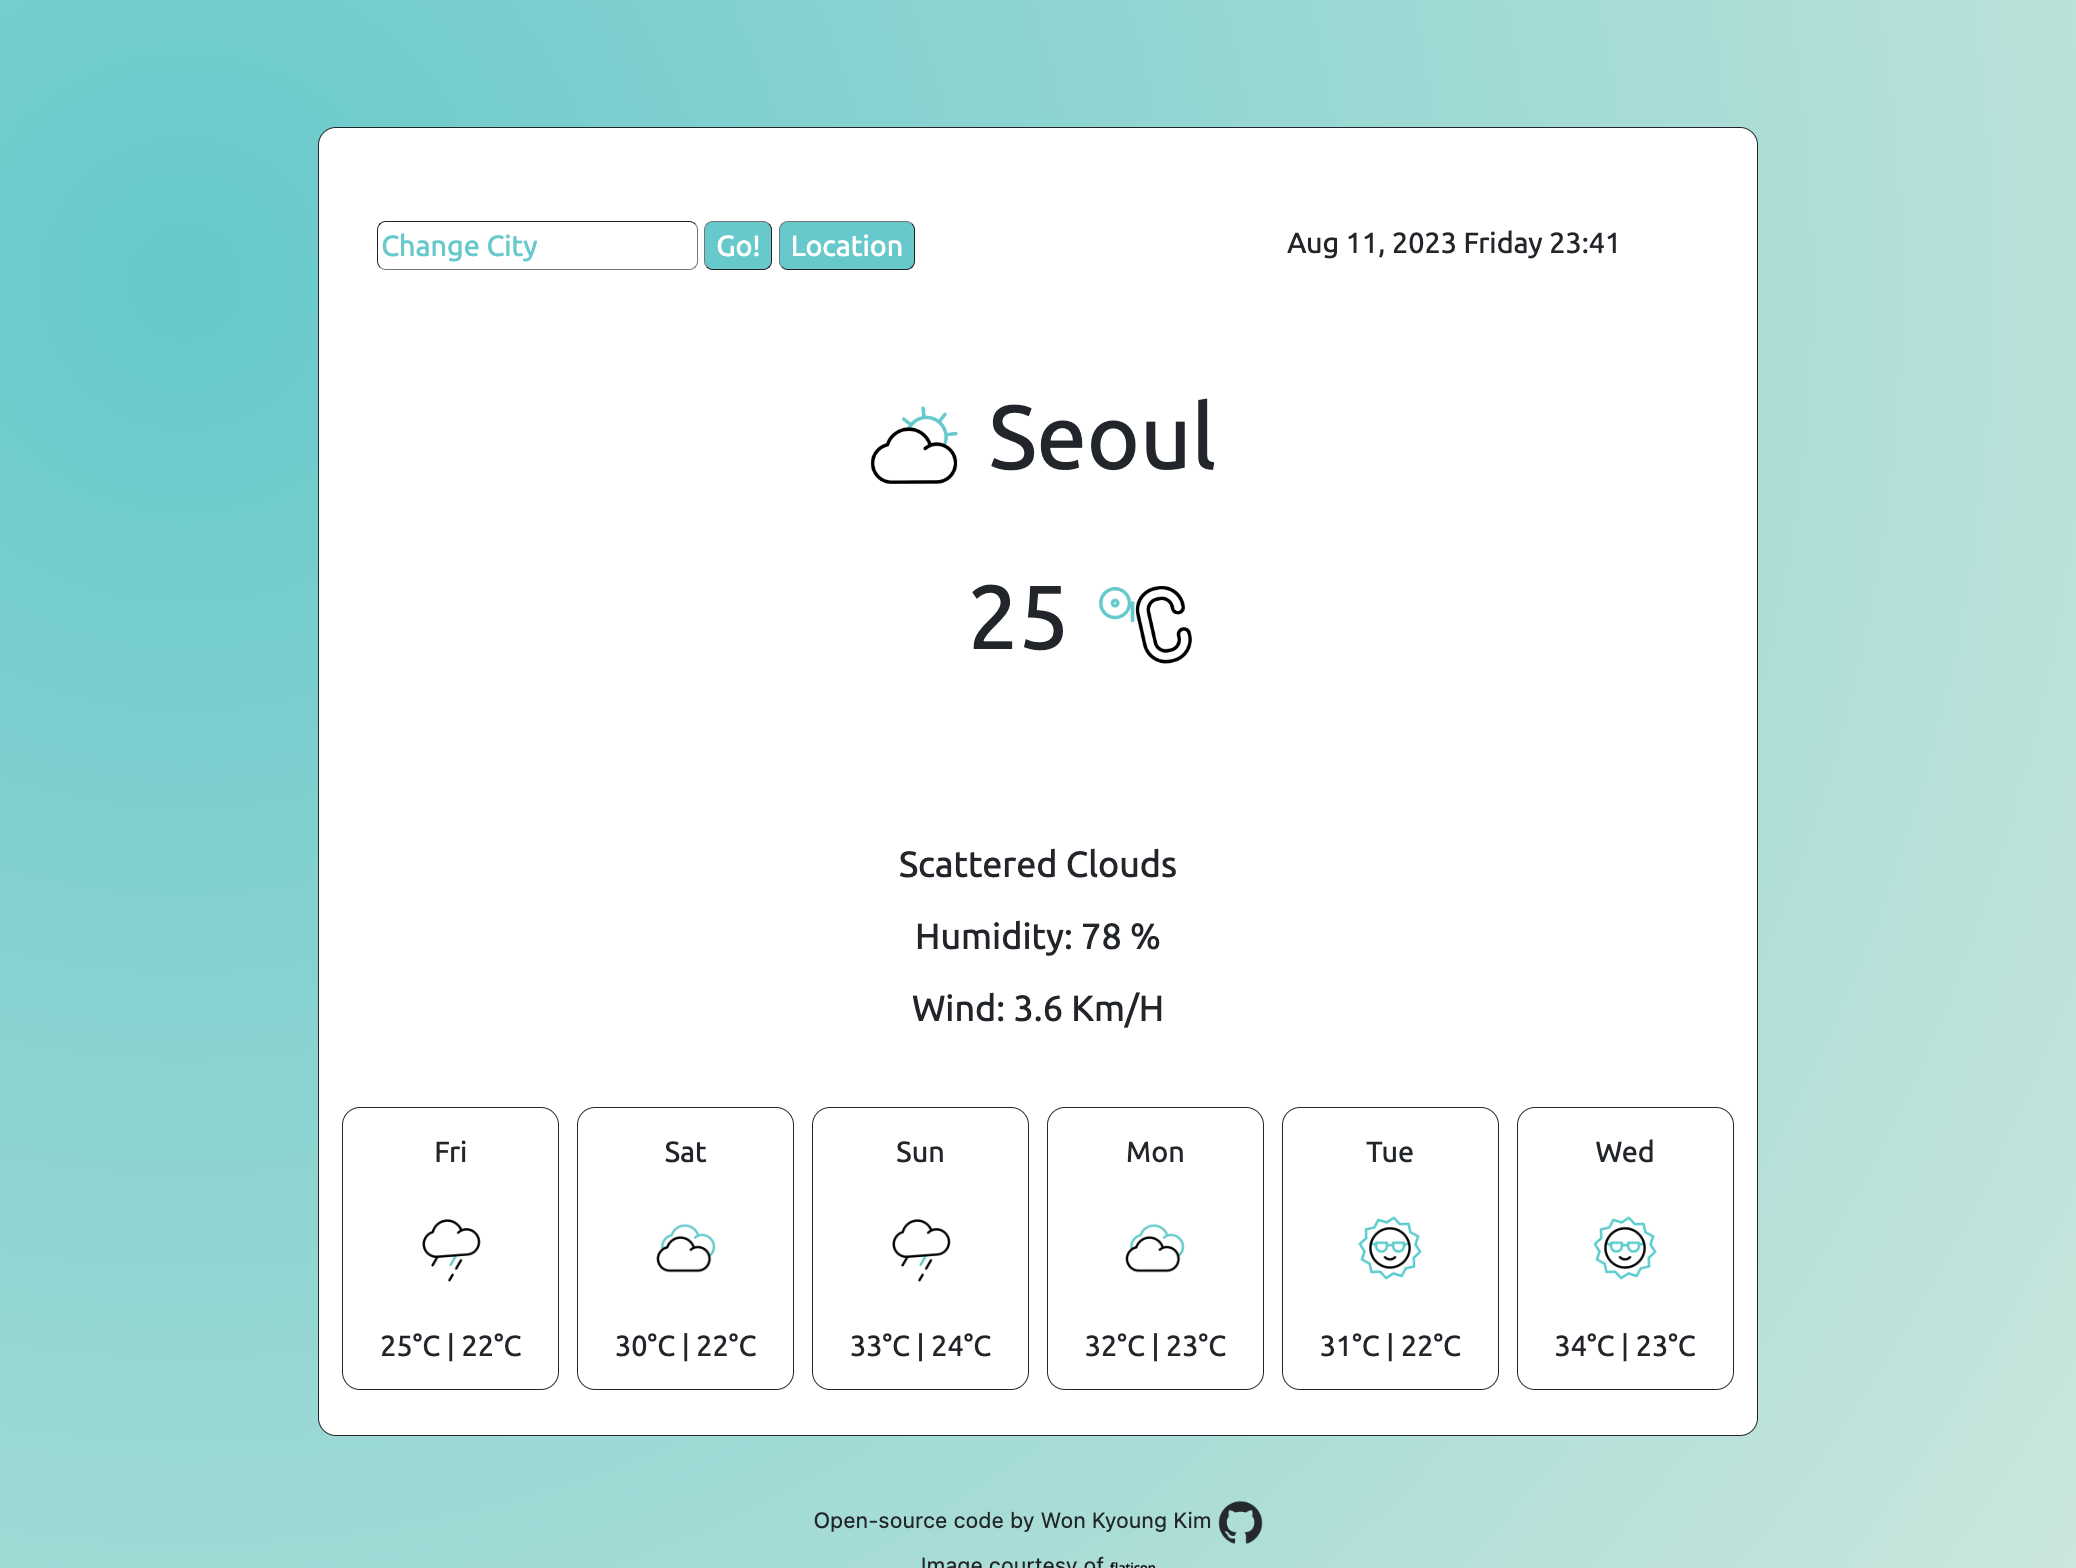 Change City Go! Location Aug 11, 2023 Friday 23:41
Seoul
25 °C
Scattered Clouds
Humidity: 78 %
Wind: 3.6 Km/H
Fri Sat Sun Mon Tue Wed
25°C | 22°C 30°C | 22°C 33°C | 24°C 32°C | 23°C 31°C | 22°C 34°C | 23°C
Open-source code by Won Kyoung Kim
Image courtesy of flaticon